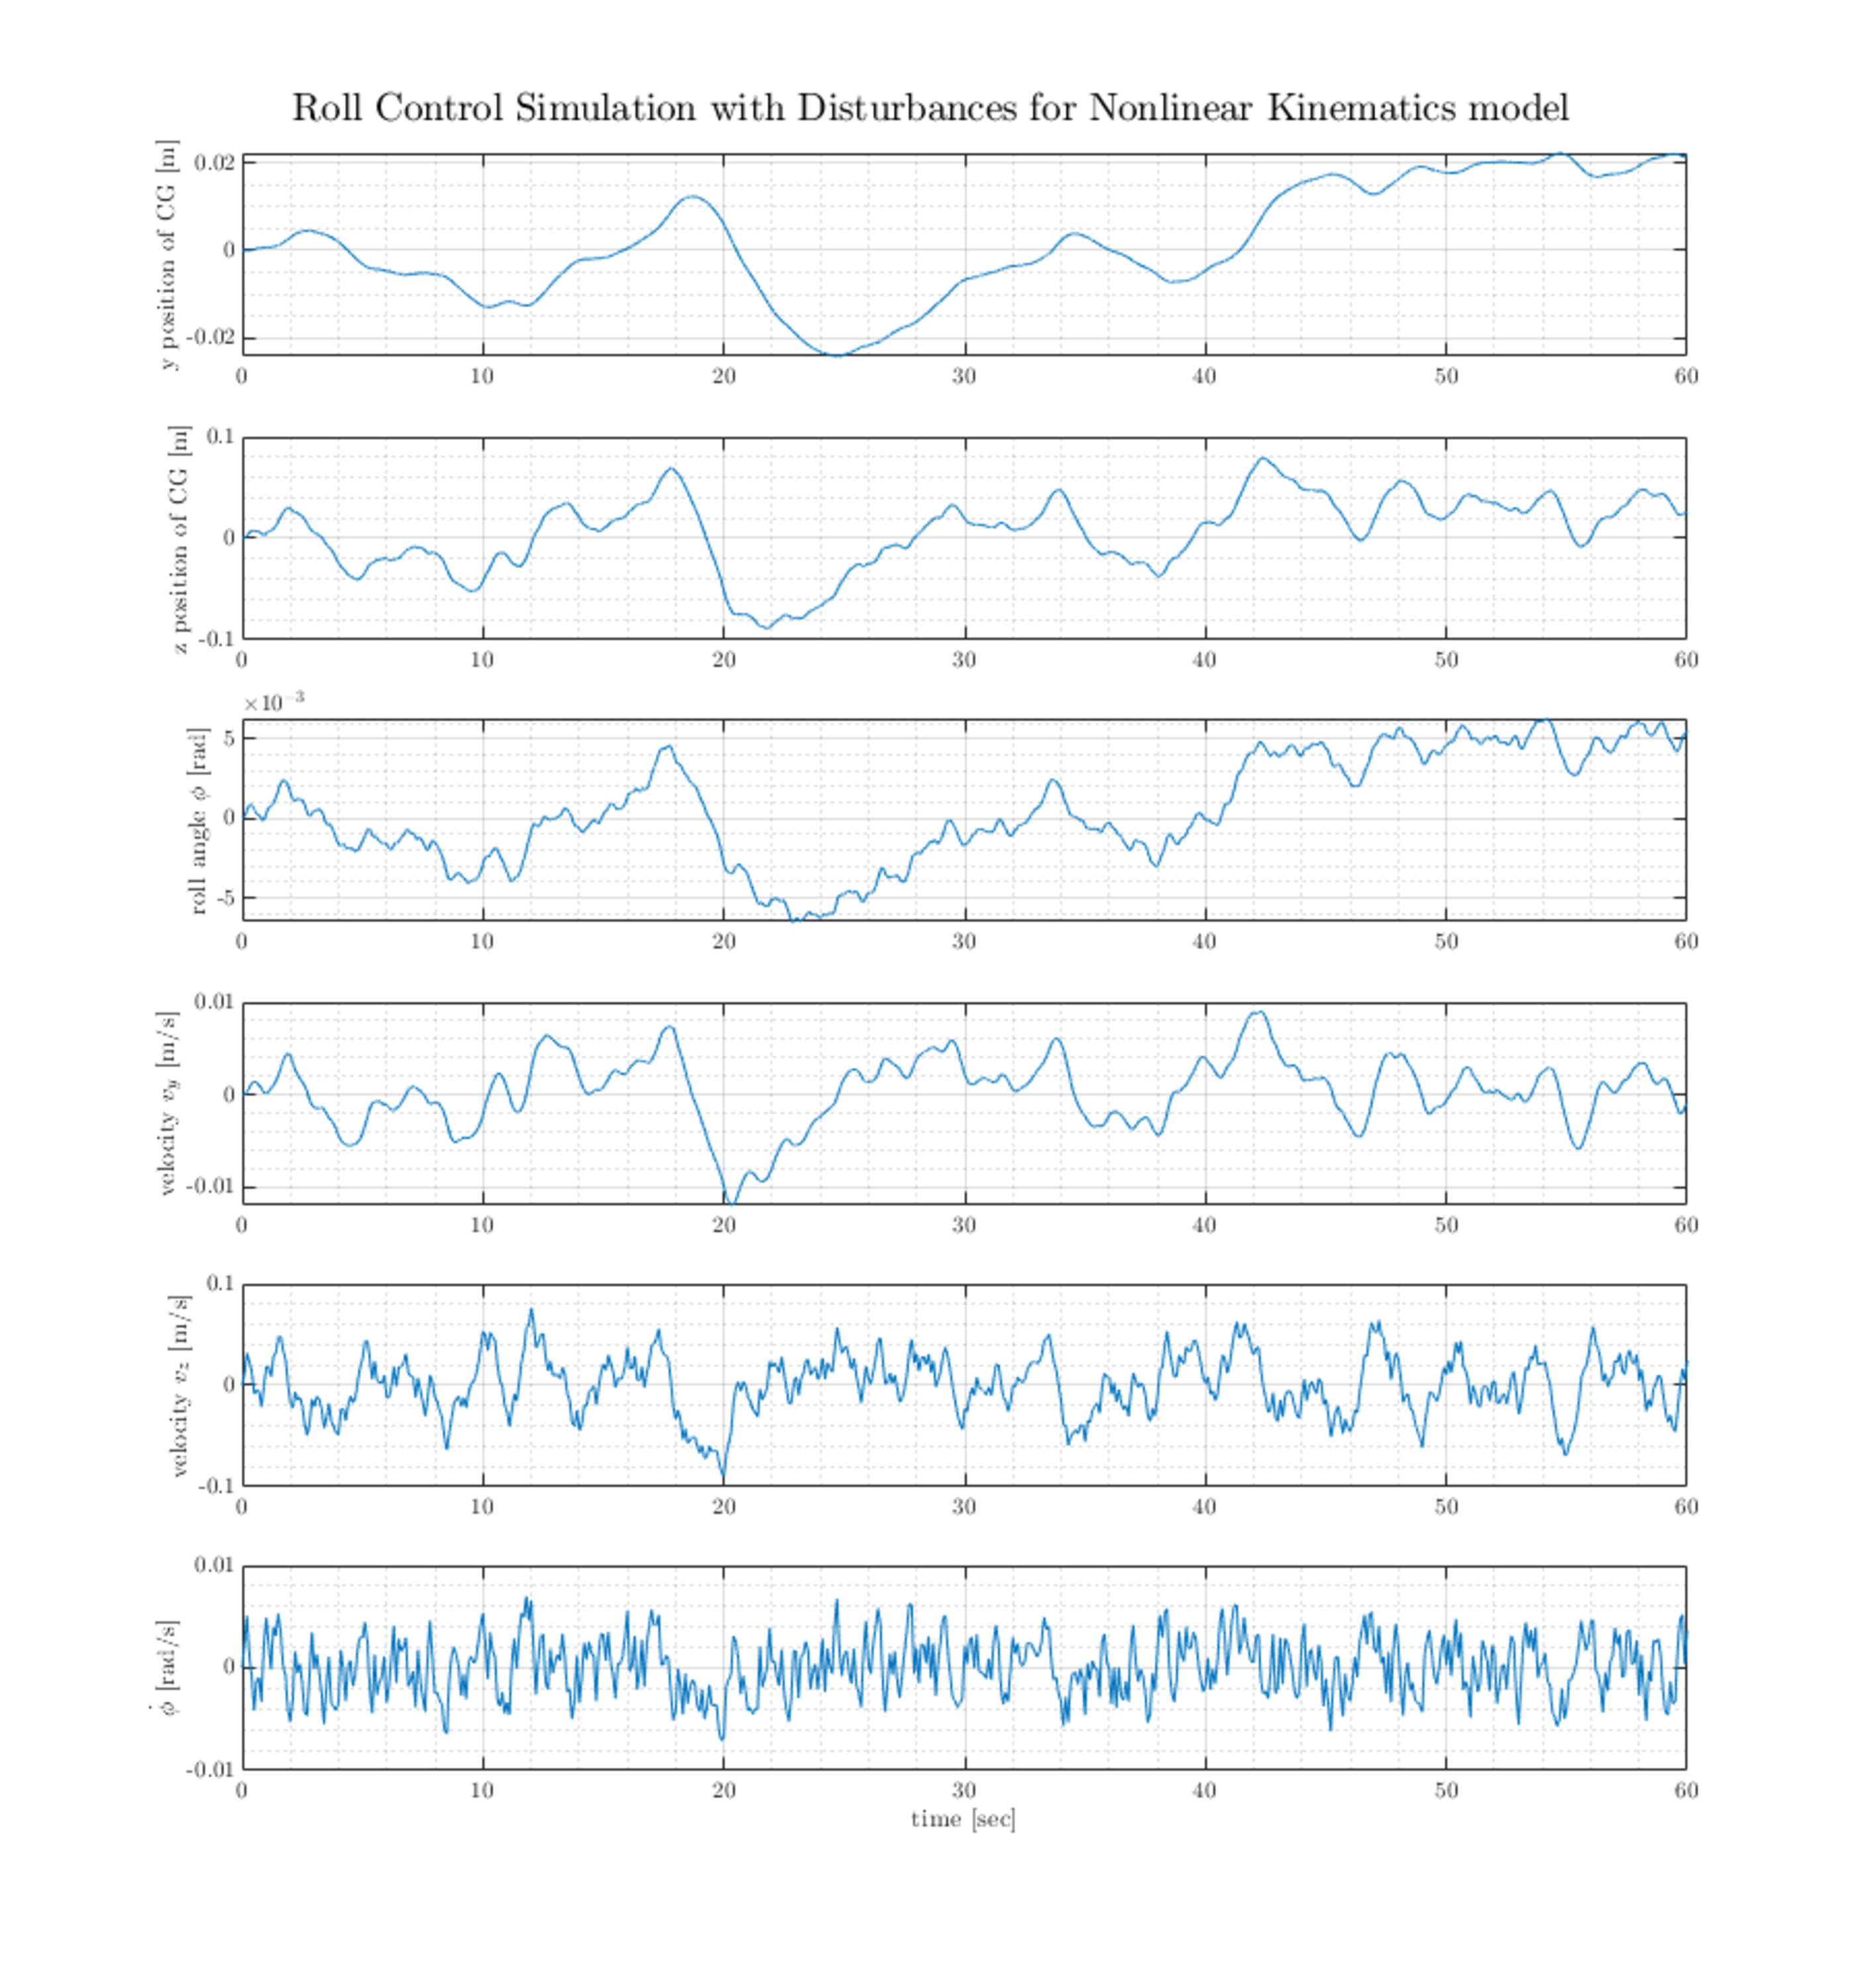 Roll Control Simulation with Disturbances for Nonlinear Kinematics model
y position of CG [m]
0.02
0
-0.02
0 10 20 30 40 50 60
z position of CG [m]
0.1
0
-0.1
0 10 20 30 40 50 60
×10⁻³
roll angle ϕ [rad]
5
0
-5
0 10 20 30 40 50 60
velocity v_y [m/s]
0.01
0
-0.01
0 10 20 30 40 50 60
velocity v_z [m/s]
0.1
0
-0.1
0 10 20 30 40 50 60
ϕ̇ [rad/s]
0.01
0
-0.01
0 10 20 30 40 50 60
time [sec]